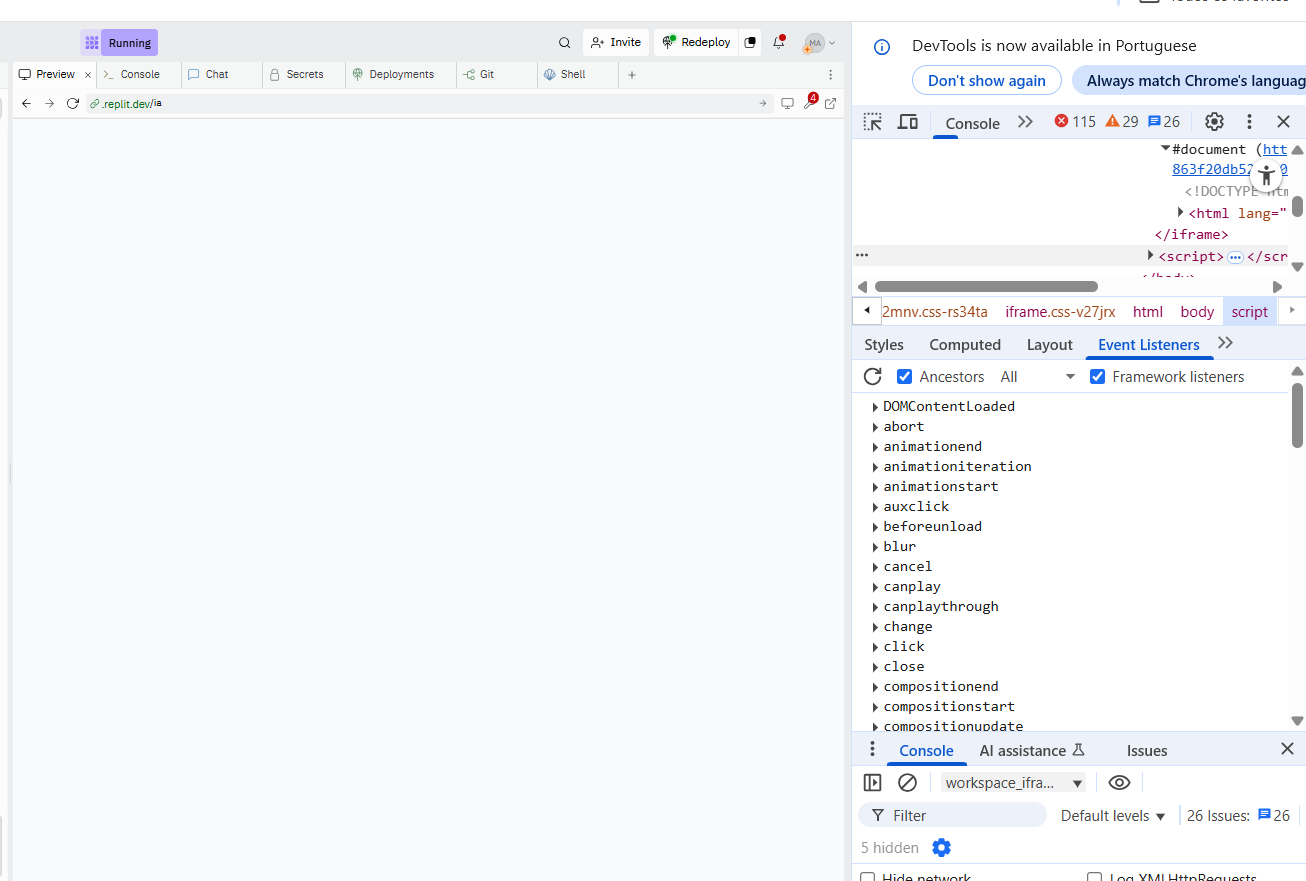 Running
Invite
Redeploy
MA
Preview
Console
Chat
Secrets
Deployments
Git
Shell
.replit.dev/ia
4
DevTools is now available in Portuguese
Don't show again
Always match Chrome's languag
Console
115
29
26
#document (htt
<!DOCTYPE
<html lang="
</iframe>
<script>…</scr
2mnv.css-rs34ta
iframe.css-v27jrx
html
body
script
Styles
Computed
Layout
Event Listeners
Ancestors
All
Framework listeners
DOMContentLoaded
abort
animationend
animationiteration
animationstart
auxclick
beforeunload
blur
cancel
canplay
canplaythrough
change
click
close
compositionend
compositionstart
compositionupdate
Console
AI assistance
Issues
workspace_ifra...
Filter
Default levels
26 Issues:
26
5 hidden
Hide network
Log XMLHttpRequests